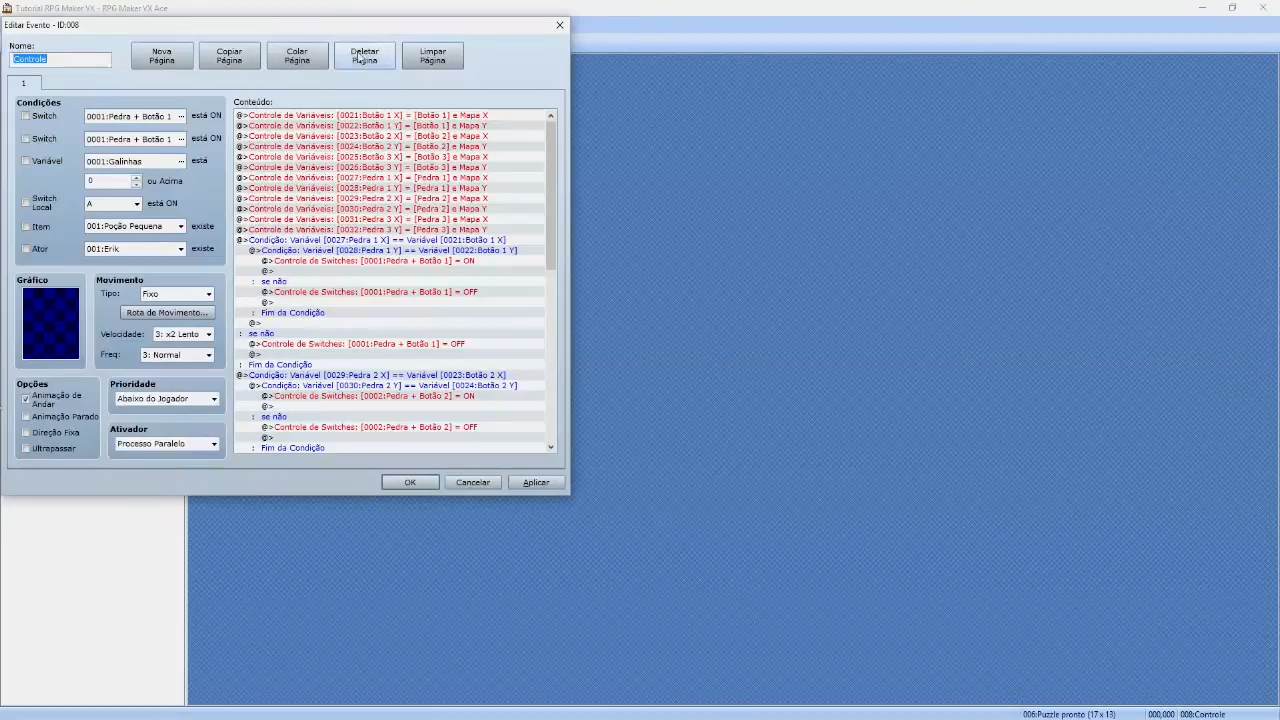 Tutorial RPG Maker VX - RPG Maker VX Ace
Editar Evento - ID:008
Nome:
Controle
Nova Página
Copiar Página
Colar Página
Deletar Página
Limpar Página
1
Condições
Switch 0001:Pedra + Botão 1 ... está ON
Switch 0001:Pedra + Botão 1 ... está ON
Variável 0001:Galinhas ... está
0 ou Acima
Switch Local A está ON
Item 001:Poção Pequena existe
Ator 001:Erik existe
Gráfico
Movimento
Tipo: Fixo
Rota de Movimento...
Velocidade: 3: x2 Lento
Freq: 3: Normal
Opções
Animação de Andar
Animação Parado
Direção Fixa
Ultrapassar
Prioridade
Abaixo do Jogador
Ativador
Processo Paralelo
Conteúdo:
@>Controle de Variáveis: [0021:Botão 1 X] = [Botão 1] e Mapa X
@>Controle de Variáveis: [0022:Botão 1 Y] = [Botão 1] e Mapa Y
@>Controle de Variáveis: [0023:Botão 2 X] = [Botão 2] e Mapa X
@>Controle de Variáveis: [0024:Botão 2 Y] = [Botão 2] e Mapa Y
@>Controle de Variáveis: [0025:Botão 3 X] = [Botão 3] e Mapa X
@>Controle de Variáveis: [0026:Botão 3 Y] = [Botão 3] e Mapa Y
@>Controle de Variáveis: [0027:Pedra 1 X] = [Pedra 1] e Mapa X
@>Controle de Variáveis: [0028:Pedra 1 Y] = [Pedra 1] e Mapa Y
@>Controle de Variáveis: [0029:Pedra 2 X] = [Pedra 2] e Mapa X
@>Controle de Variáveis: [0030:Pedra 2 Y] = [Pedra 2] e Mapa Y
@>Controle de Variáveis: [0031:Pedra 3 X] = [Pedra 3] e Mapa X
@>Controle de Variáveis: [0032:Pedra 3 Y] = [Pedra 3] e Mapa Y
@>Condição: Variável [0027:Pedra 1 X] == Variável [0021:Botão 1 X]
@>Condição: Variável [0028:Pedra 1 Y] == Variável [0022:Botão 1 Y]
@>Controle de Switches: [0001:Pedra + Botão 1] = ON
@>
: se não
@>Controle de Switches: [0001:Pedra + Botão 1] = OFF
@>
: Fim da Condição
@>
: se não
@>Controle de Switches: [0001:Pedra + Botão 1] = OFF
@>
: Fim da Condição
@>Condição: Variável [0029:Pedra 2 X] == Variável [0023:Botão 2 X]
@>Condição: Variável [0030:Pedra 2 Y] == Variável [0024:Botão 2 Y]
@>Controle de Switches: [0002:Pedra + Botão 2] = ON
@>
: se não
@>Controle de Switches: [0002:Pedra + Botão 2] = OFF
@>
: Fim da Condição
OK
Cancelar
Aplicar
006:Puzzle pronto (17 x 13)
000,000
008:Controle